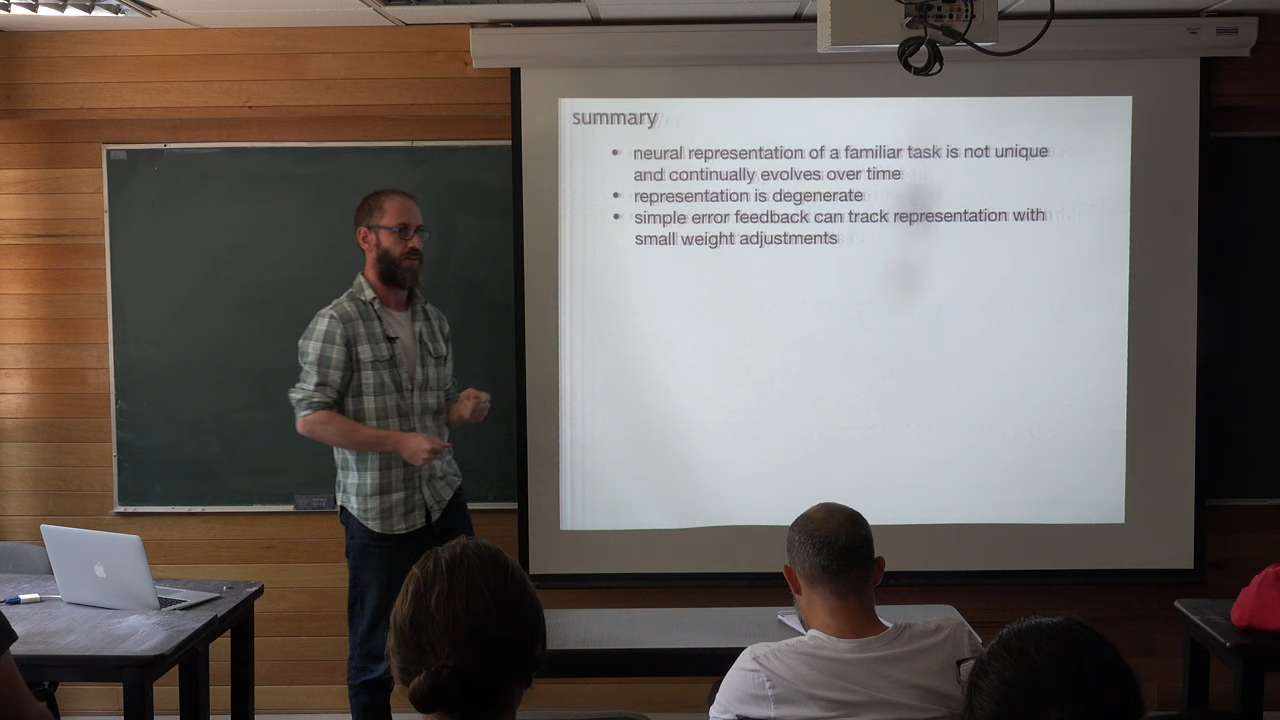 summary
• neural representation of a familiar task is not unique
and continually evolves over time
• representation is degenerate
• simple error feedback can track representation with
small weight adjustments